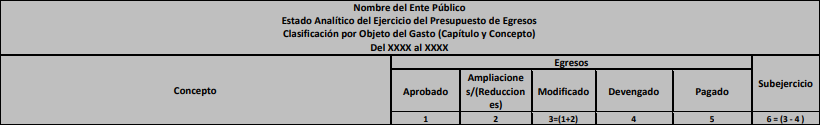 Nombre del Ente Público
Estado Analítico del Ejercicio del Presupuesto de Egresos
Clasificación por Objeto del Gasto (Capítulo y Concepto)
Del XXXX al XXXX
Concepto
Egresos
Subejercicio
Aprobado
Ampliacione
s/(Reduccion
es)
Modificado
Devengado
Pagado
1
2
3=(1+2)
4
5
6 = (3 - 4 )